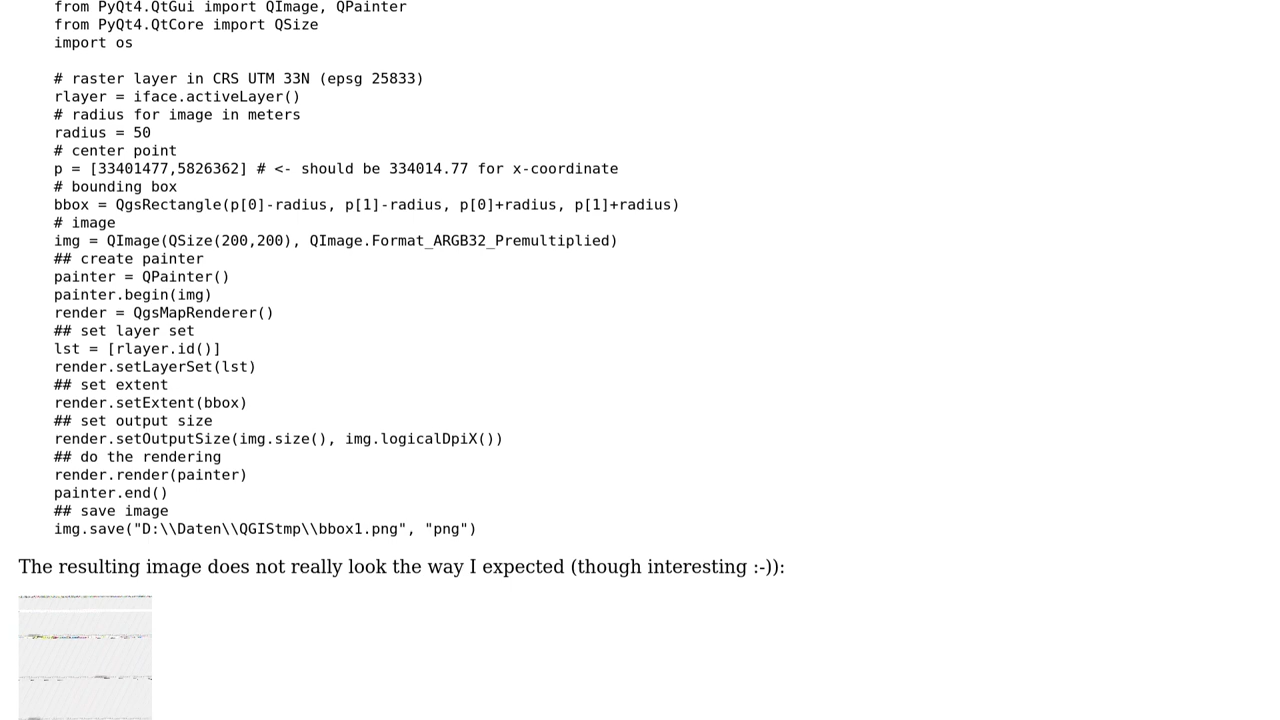 from PyQt4.QtGui import QImage, QPainter
from PyQt4.QtCore import QSize
import os
# raster layer in CRS UTM 33N (epsg 25833)
rlayer = iface.activeLayer()
# radius for image in meters
radius = 50
# center point
p = [33401477,5826362] # <- should be 334014.77 for x-coordinate
# bounding box
bbox = QgsRectangle(p[0]-radius, p[1]-radius, p[0]+radius, p[1]+radius)
# image
img = QImage(QSize(200,200), QImage.Format_ARGB32_Premultiplied)
## create painter
painter = QPainter()
painter.begin(img)
render = QgsMapRenderer()
## set layer set
lst = [rlayer.id()]
render.setLayerSet(lst)
## set extent
render.setExtent(bbox)
## set output size
render.setOutputSize(img.size(), img.logicalDpiX())
## do the rendering
render.render(painter)
painter.end()
## save image
img.save("D:\\Daten\\QGIStmp\\bbox1.png", "png")
The resulting image does not really look the way I expected (though interesting :-)):